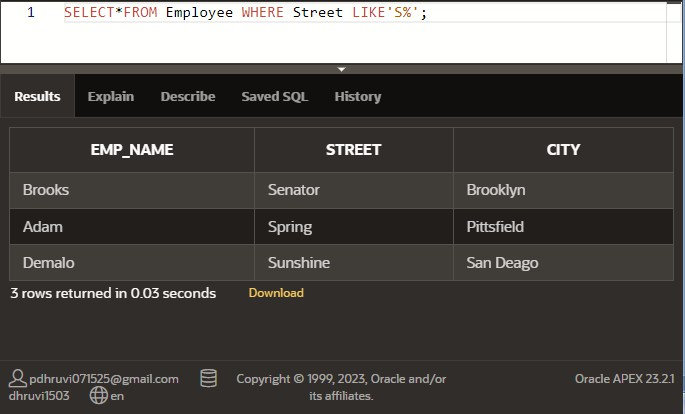 1 SELECT*FROM Employee WHERE Street LIKE'S%';
Results Explain Describe Saved SQL History
EMP_NAME STREET CITY
Brooks Senator Brooklyn
Adam Spring Pittsfield
Demalo Sunshine San Deago
3 rows returned in 0.03 seconds Download
pdhruvi071525@gmail.com Copyright © 1999, 2023, Oracle and/or Oracle APEX 23.2.1
dhruvi1503 en its affiliates.